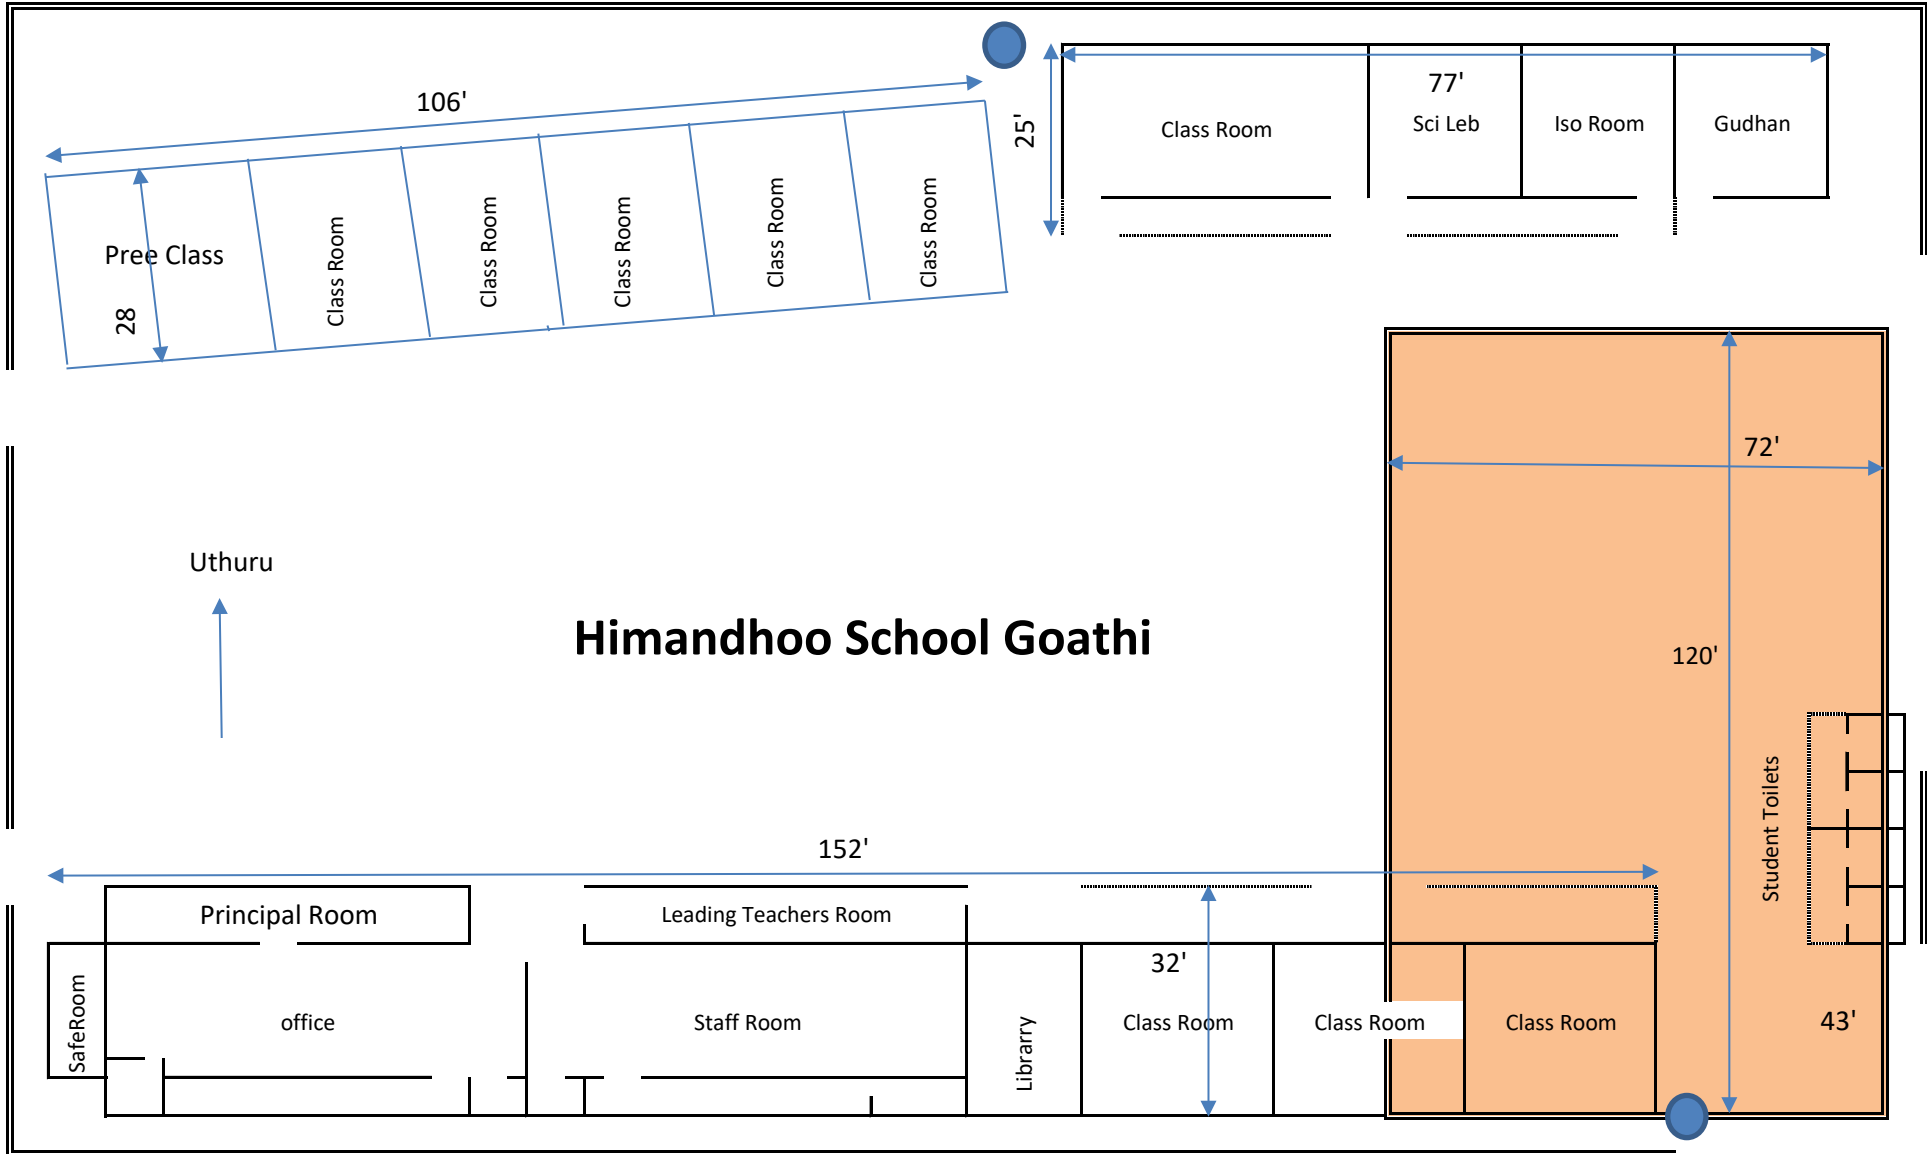 106'
77'
25'
Class Room
Sci Leb
Iso Room
Gudhan
Pree Class
28
Class Room
Class Room
Class Room
Class Room
Class Room
72'
Uthuru
Himandhoo School Goathi
120'
Student Toilets
152'
Principal Room
Leading Teachers Room
32'
SafeRoom
office
Staff Room
Librarry
Class Room
Class Room
Class Room
43'